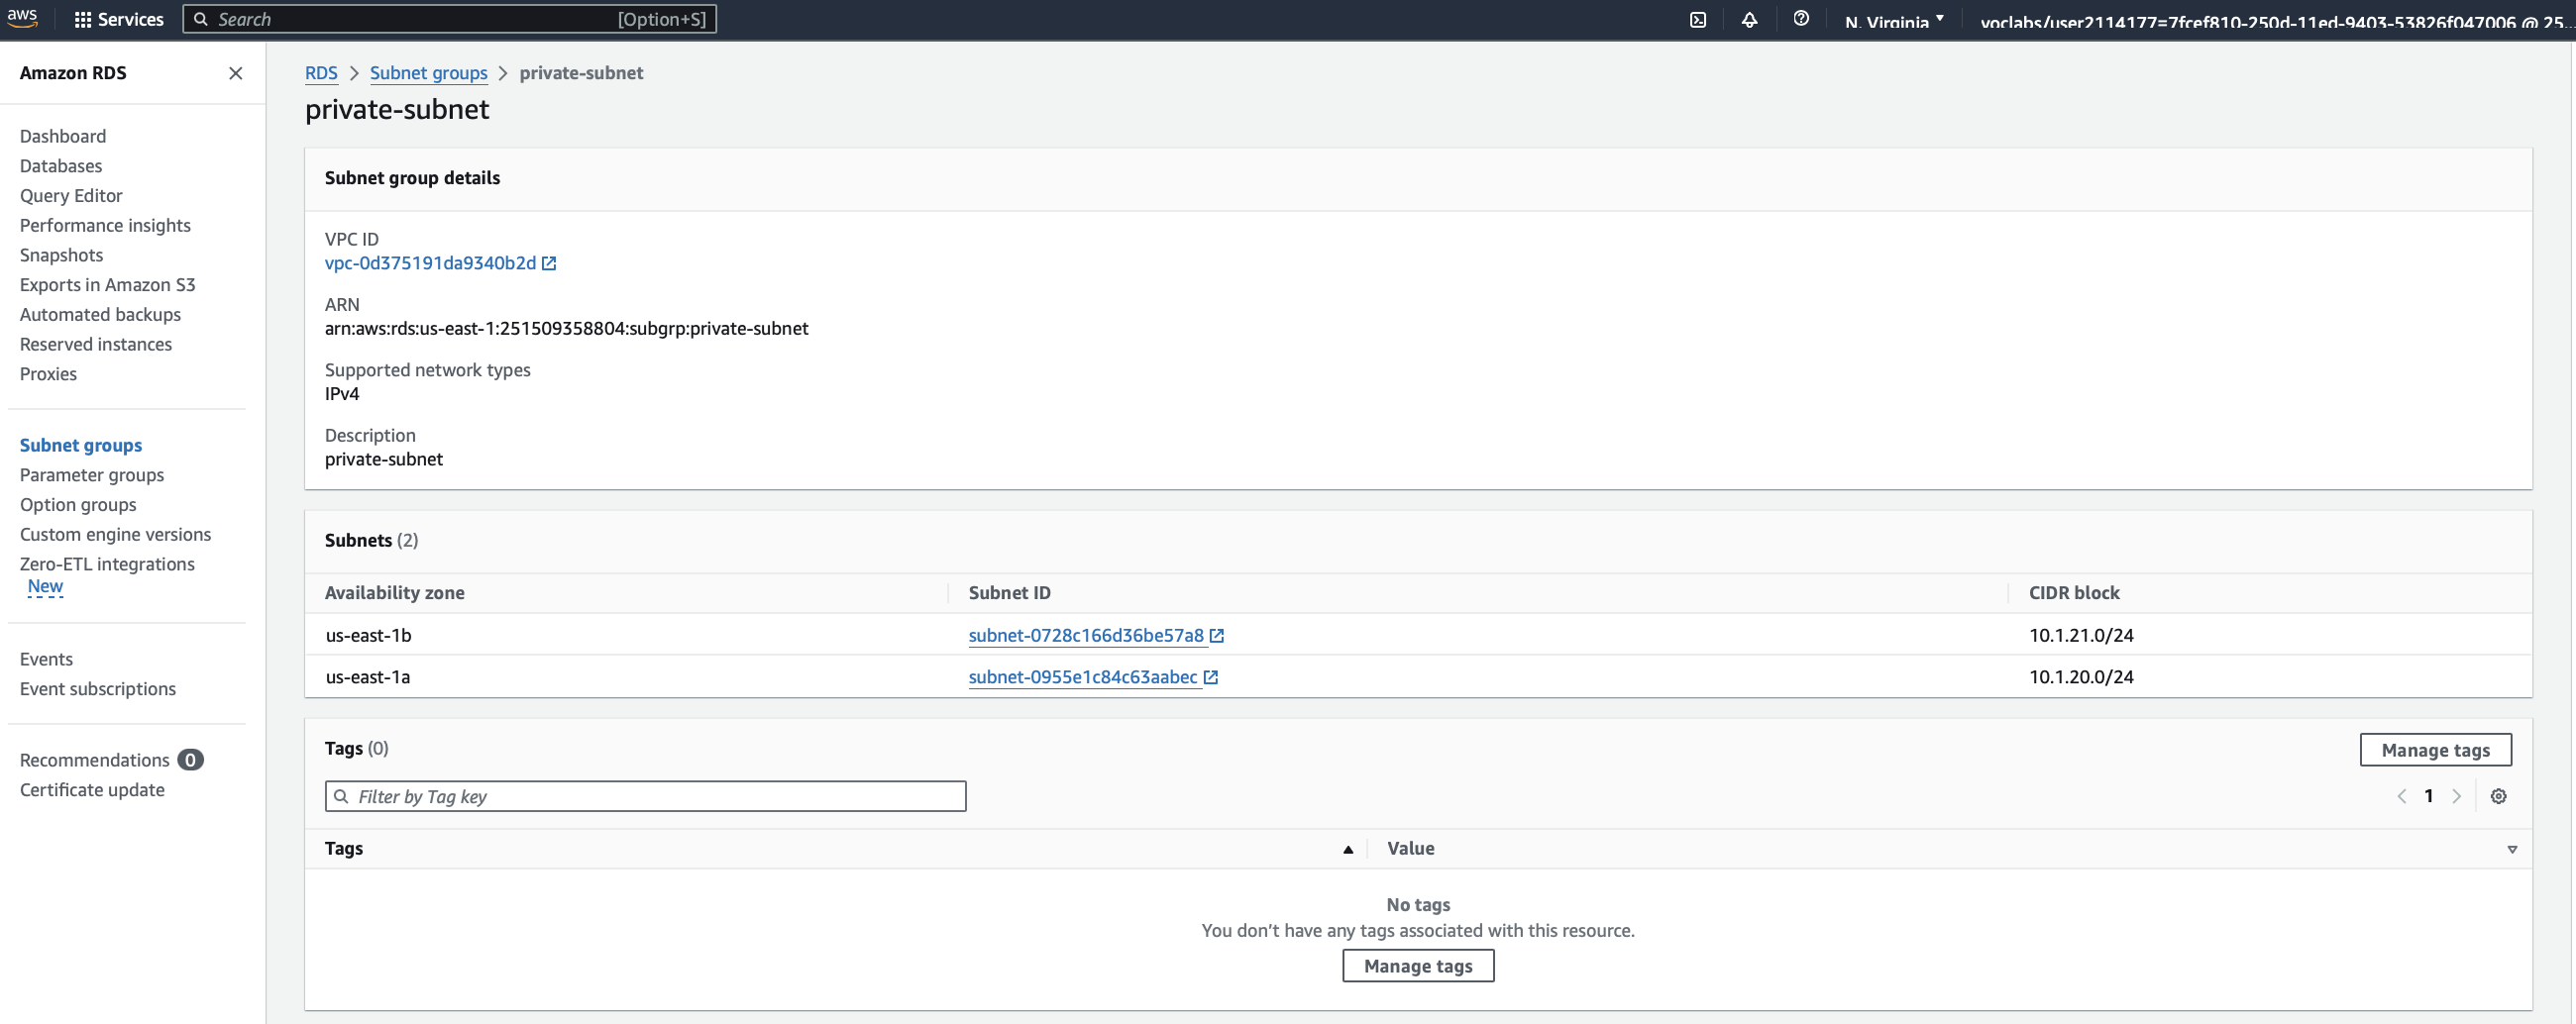 aws
Services
Search
[Option+S]
N. Virginia
voclabs/user2114177=7fcef810-250d-11ed-9403-53826f047006 @ 25...
Amazon RDS
Dashboard
Databases
Query Editor
Performance insights
Snapshots
Exports in Amazon S3
Automated backups
Reserved instances
Proxies
Subnet groups
Parameter groups
Option groups
Custom engine versions
Zero-ETL integrations
New
Events
Event subscriptions
Recommendations 0
Certificate update
RDS > Subnet groups > private-subnet
private-subnet
Subnet group details
VPC ID
vpc-0d375191da9340b2d
ARN
arn:aws:rds:us-east-1:251509358804:subgrp:private-subnet
Supported network types
IPv4
Description
private-subnet
Subnets (2)
Availability zone Subnet ID CIDR block
us-east-1b subnet-0728c166d36be57a8 10.1.21.0/24
us-east-1a subnet-0955e1c84c63aabec 10.1.20.0/24
Tags (0)
Manage tags
Filter by Tag key
1
Tags Value
No tags
You don't have any tags associated with this resource.
Manage tags